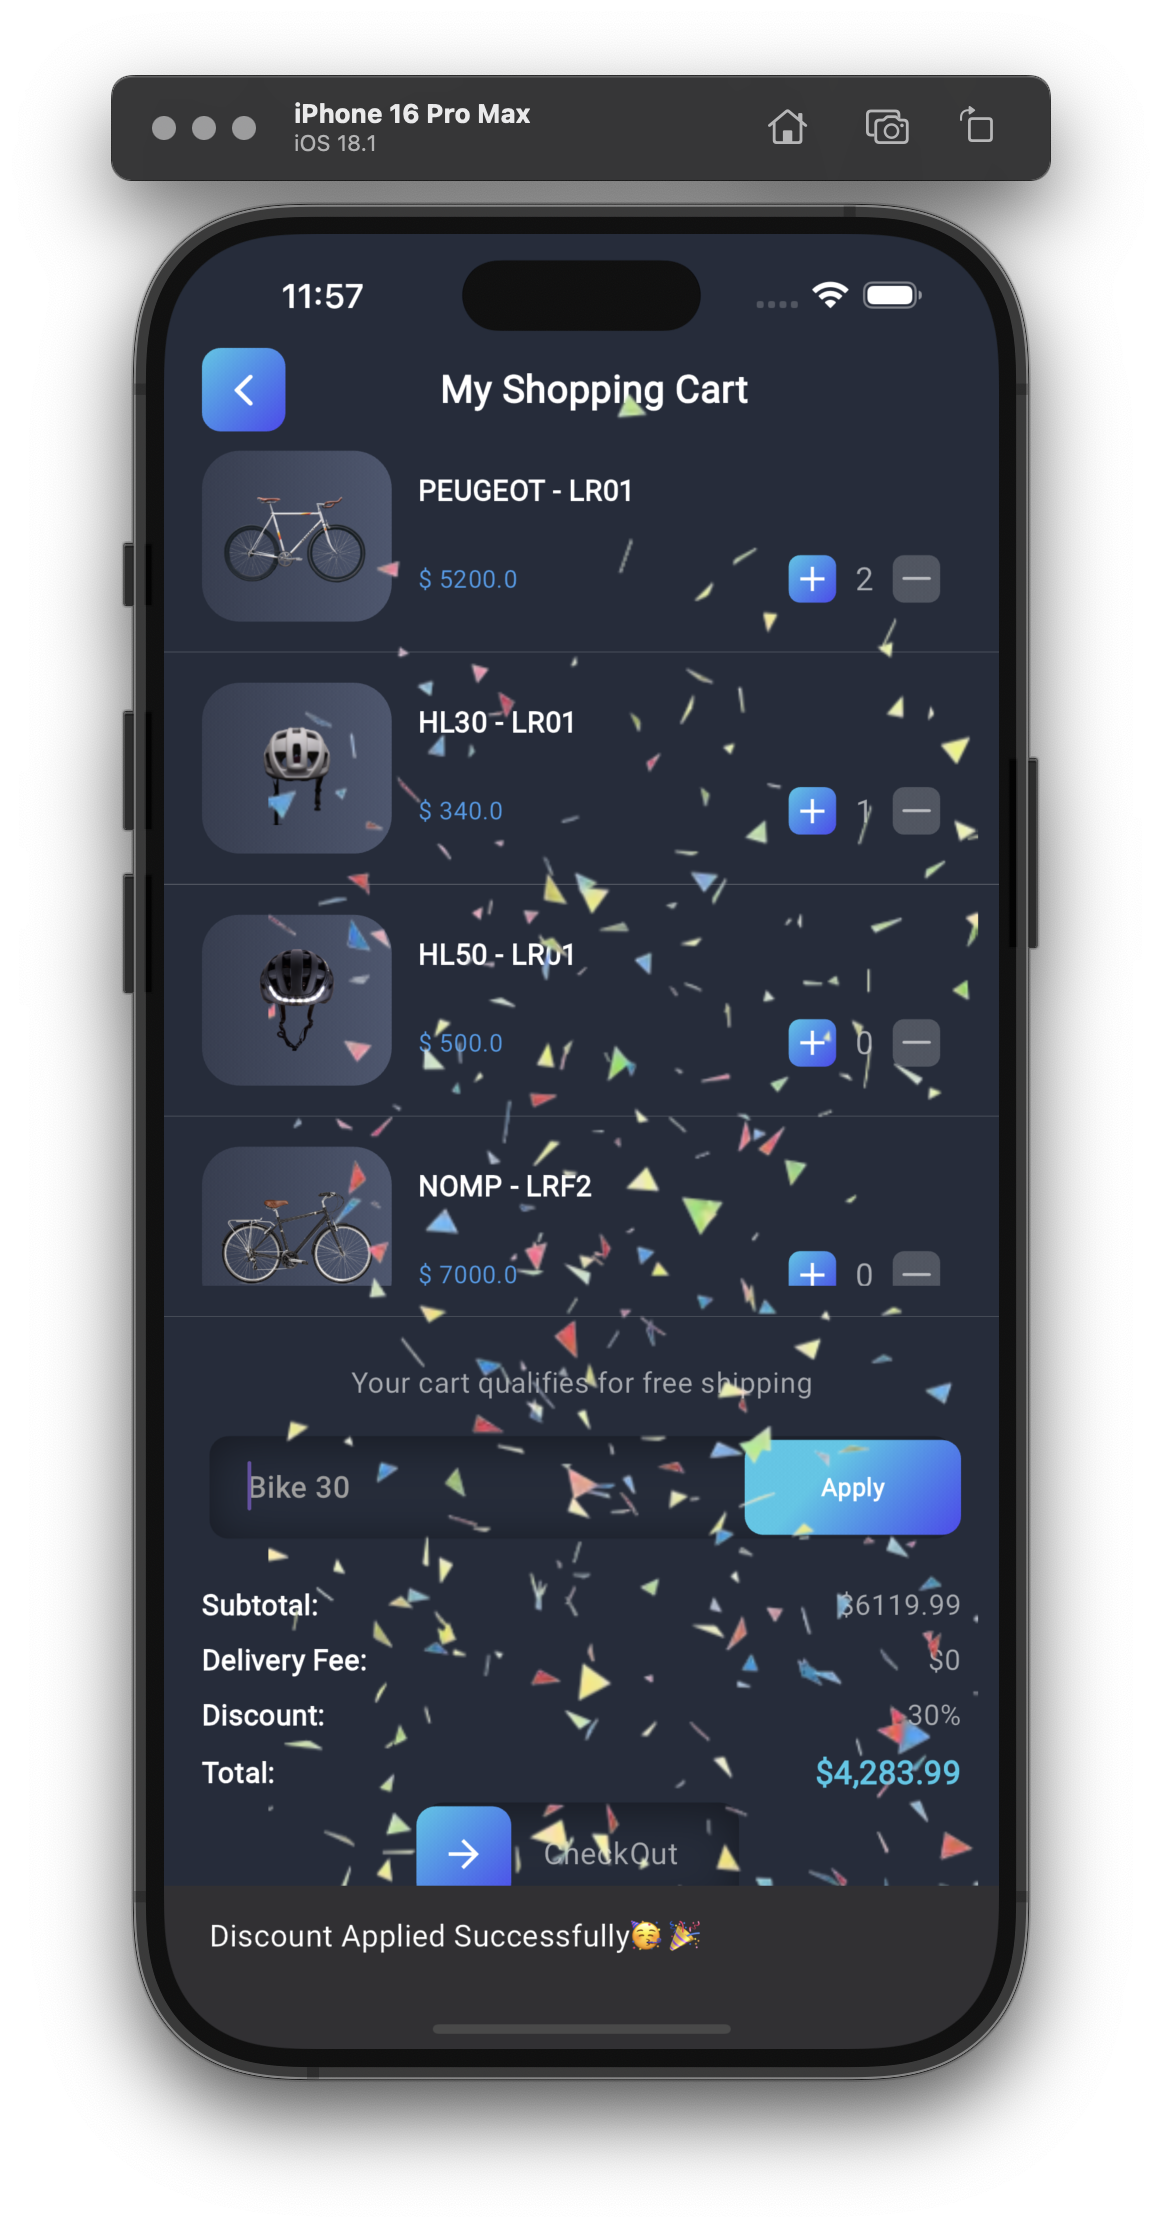 iPhone 16 Pro Max
iOS 18.1
11:57
My Shopping Cart
PEUGEOT - LR01
$ 5200.0
2
HL30 - LR01
$ 340.0
1
HL50 - LR01
$ 500.0
0
NOMP - LRF2
$ 7000.0
0
Your cart qualifies for free shipping
Bike 30
Apply
Subtotal: $6119.99
Delivery Fee: $0
Discount: 30%
Total: $4,283.99
CheckOut
Discount Applied Successfully🥳 🎉